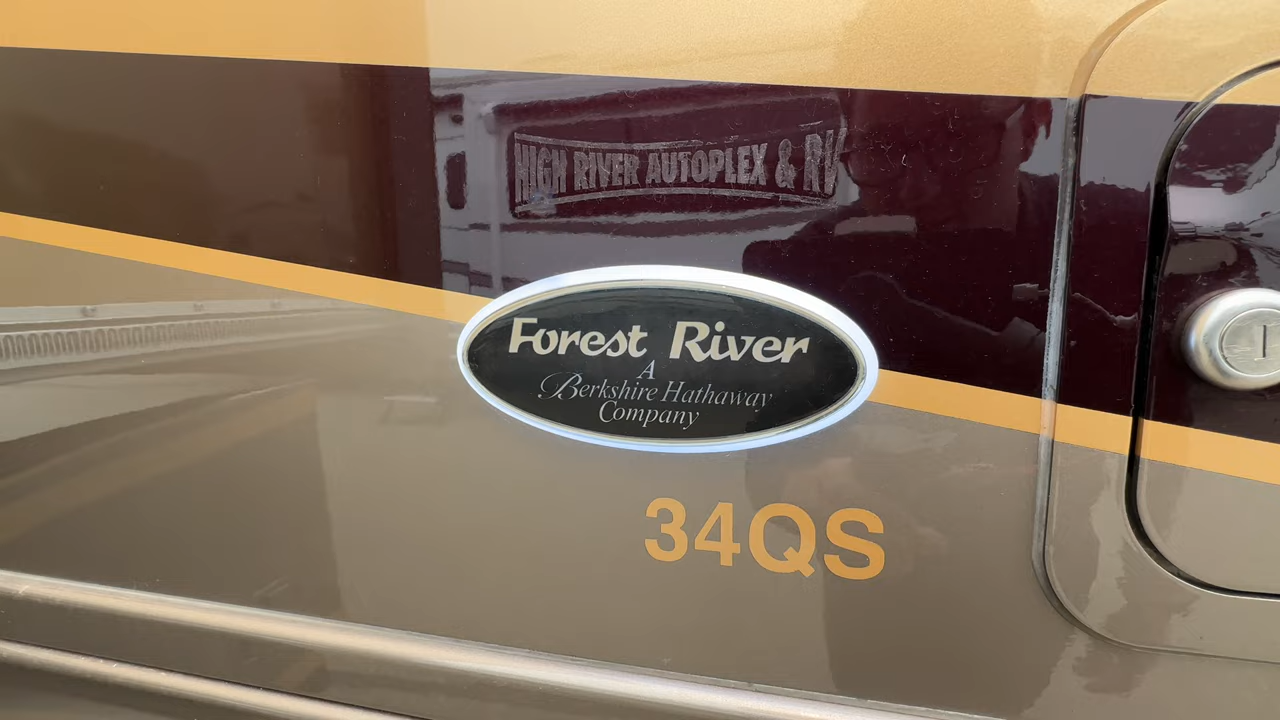 HIGH RIVER AUTOPLEX & RV
Forest River
A
Berkshire Hathaway
Company
34QS